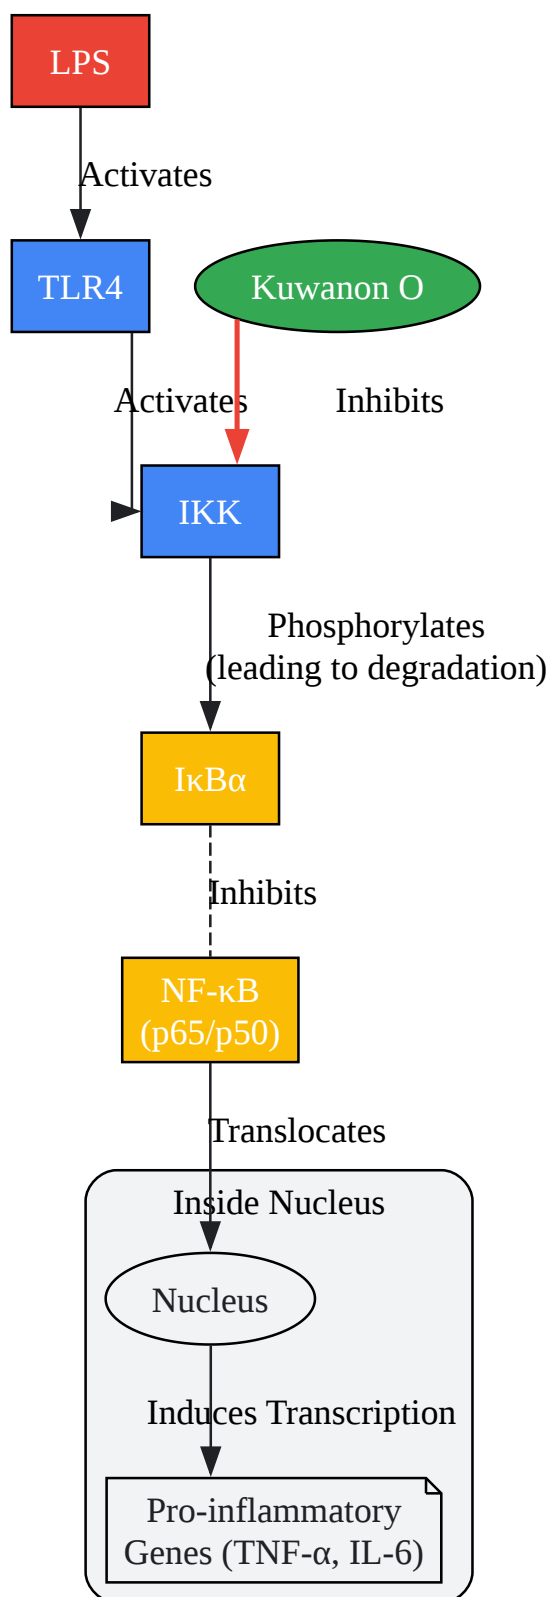 LPS
Activates
TLR4
Kuwanon O
Activates
Inhibits
IKK
Phosphorylates
(leading to degradation)
IκBα
Inhibits
NF-κB
(p65/p50)
Translocates
Inside Nucleus
Nucleus
Induces Transcription
Pro-inflammatory
Genes (TNF-α, IL-6)